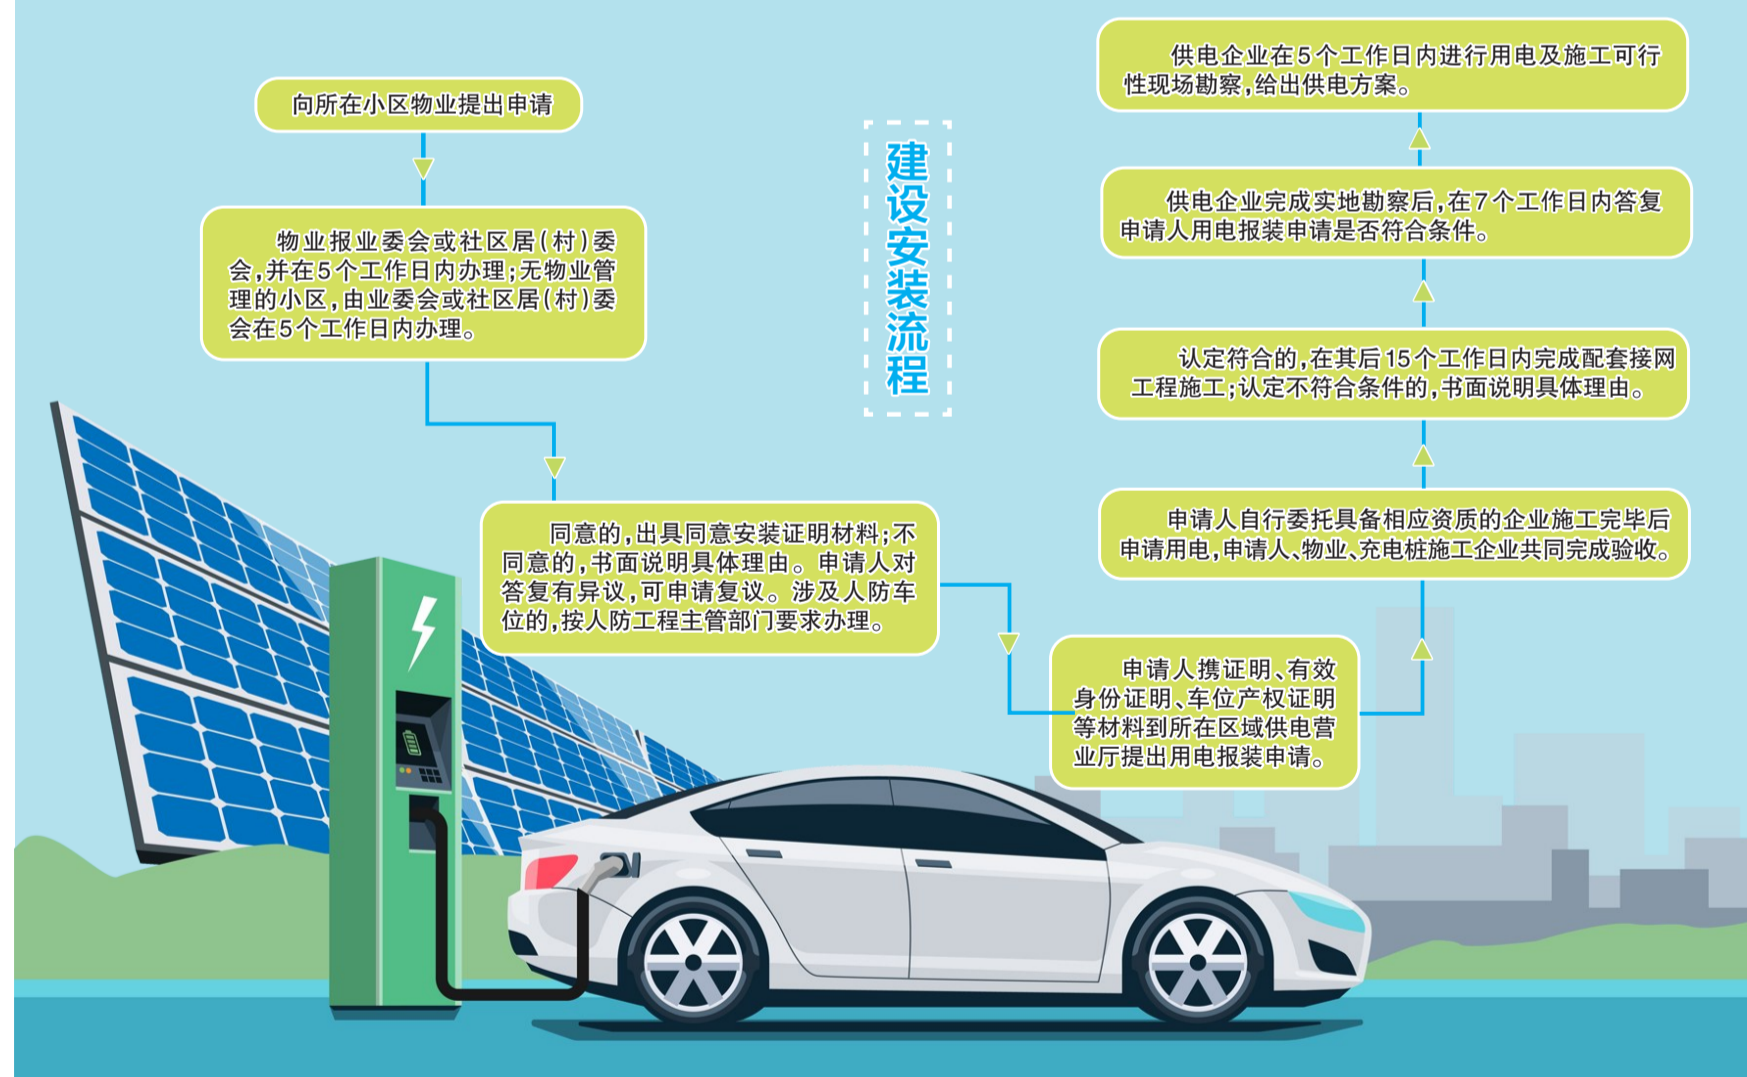 向所在小区物业提出申请
物业报业委会或社区居(村)委
会,并在5个工作日内办理;无物业管
理的小区,由业委会或社区居(村)委
会在5个工作日内办理。
同意的,出具同意安装证明材料;不
同意的,书面说明具体理由。申请人对
答复有异议,可申请复议。涉及人防车
位的,按人防工程主管部门要求办理。
建设安装流程
供电企业在5个工作日内进行用电及施工可行
性现场勘察,给出供电方案。
供电企业完成实地勘察后,在7个工作日内答复
申请人用电报装申请是否符合条件。
认定符合的,在其后15个工作日内完成配套接网
工程施工;认定不符合条件的,书面说明具体理由。
申请人自行委托具备相应资质的企业施工完毕后
申请用电,申请人、物业、充电桩施工企业共同完成验收。
申请人携证明、有效
身份证明、车位产权证明
等材料到所在区域供电营
业厅提出用电报装申请。